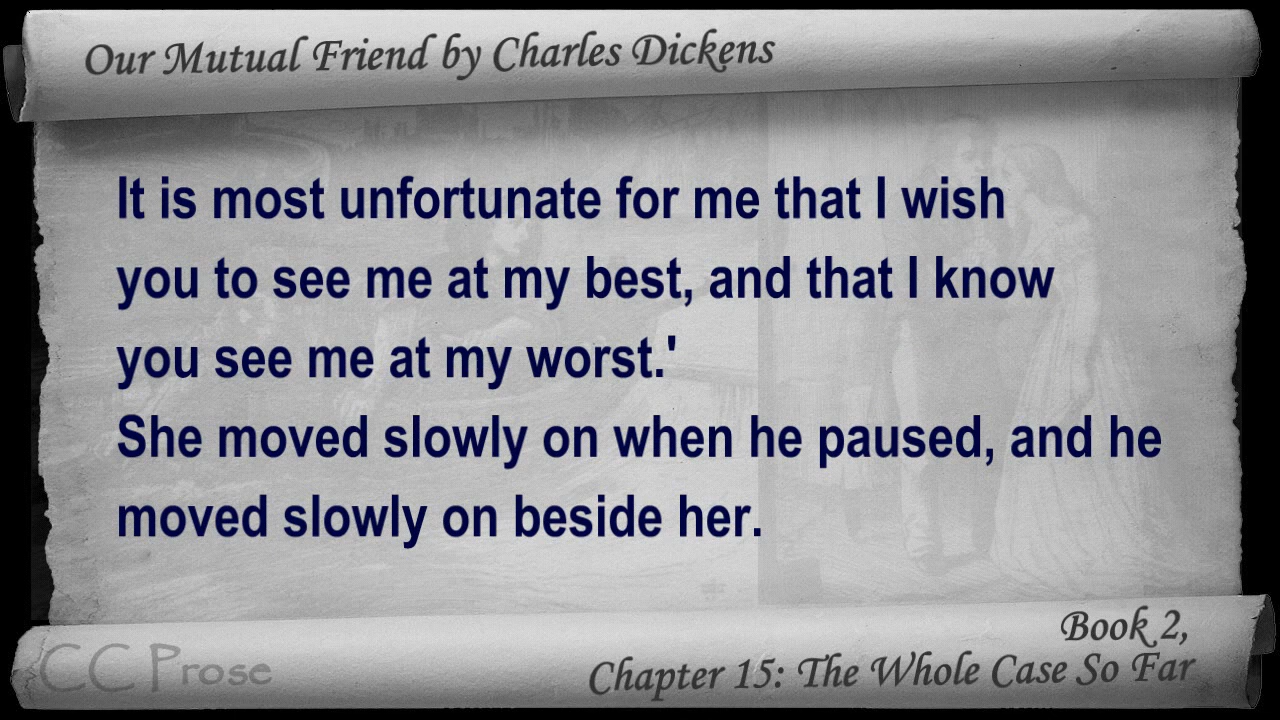 Our Mutual Friend by Charles Dickens
It is most unfortunate for me that I wish
you to see me at my best, and that I know
you see me at my worst.'
She moved slowly on when he paused, and he
moved slowly on beside her.
CC Prose
Book 2,
Chapter 15: The Whole Case So Far